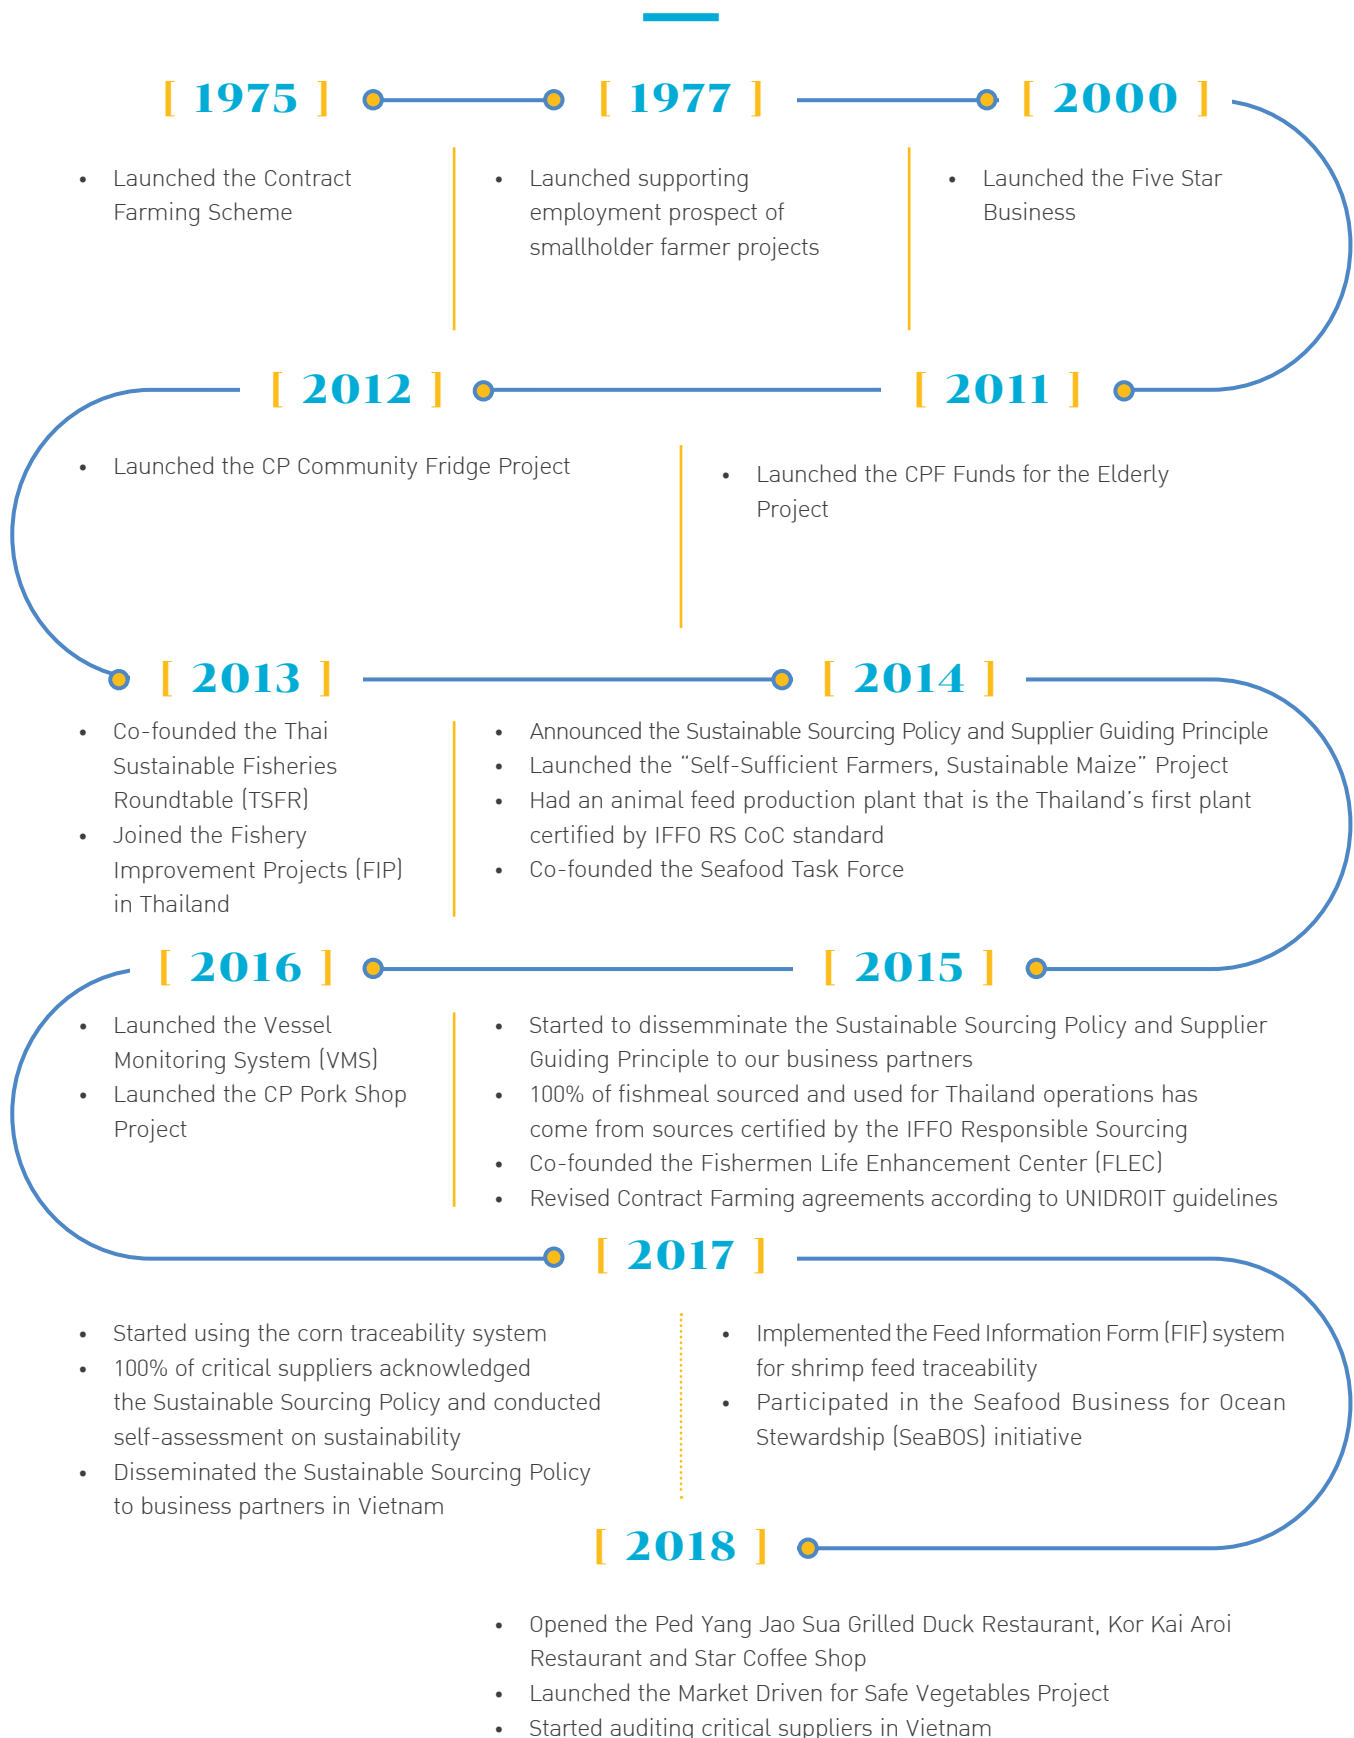 [ 1975 ]
• Launched the Contract
Farming Scheme
[ 1977 ]
• Launched supporting
employment prospect of
smallholder farmer projects
[ 2000 ]
• Launched the Five Star
Business
[ 2011 ]
• Launched the CPF Funds for the Elderly
Project
[ 2012 ]
• Launched the CP Community Fridge Project
[ 2013 ]
• Co-founded the Thai
Sustainable Fisheries
Roundtable (TSFR)
• Joined the Fishery
Improvement Projects (FIP)
in Thailand
[ 2014 ]
• Announced the Sustainable Sourcing Policy and Supplier Guiding Principle
• Launched the “Self-Sufficient Farmers, Sustainable Maize” Project
• Had an animal feed production plant that is the Thailand’s first plant
certified by IFFO RS CoC standard
• Co-founded the Seafood Task Force
[ 2015 ]
• Started to dissemminate the Sustainable Sourcing Policy and Supplier
Guiding Principle to our business partners
• 100% of fishmeal sourced and used for Thailand operations has
come from sources certified by the IFFO Responsible Sourcing
• Co-founded the Fishermen Life Enhancement Center (FLEC)
• Revised Contract Farming agreements according to UNIDROIT guidelines
[ 2016 ]
• Launched the Vessel
Monitoring System (VMS)
• Launched the CP Pork Shop
Project
[ 2017 ]
• Started using the corn traceability system
• 100% of critical suppliers acknowledged
the Sustainable Sourcing Policy and conducted
self-assessment on sustainability
• Disseminated the Sustainable Sourcing Policy
to business partners in Vietnam
• Implemented the Feed Information Form (FIF) system
for shrimp feed traceability
• Participated in the Seafood Business for Ocean
Stewardship (SeaBOS) initiative
[ 2018 ]
• Opened the Ped Yang Jao Sua Grilled Duck Restaurant, Kor Kai Aroi
Restaurant and Star Coffee Shop
• Launched the Market Driven for Safe Vegetables Project
• Started auditing critical suppliers in Vietnam